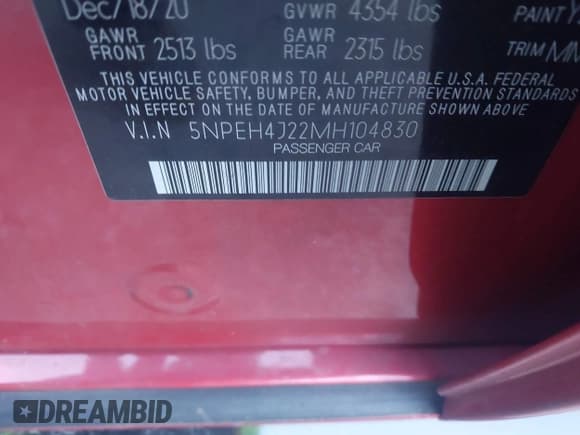 Dec/18/20 GVWR 4354 lbs PAINT
GAWR FRONT 2513 lbs GAWR REAR 2315 lbs TRIM
THIS VEHICLE CONFORMS TO ALL APPLICABLE U.S.A. FEDERAL
MOTOR VEHICLE SAFETY, BUMPER, AND THEFT PREVENTION STANDARDS
IN EFFECT ON THE DATE OF MANUFACTURE SHOWN ABOVE.
V.I.N 5NPEH4J22MH104830
PASSENGER CAR
DREAMBID